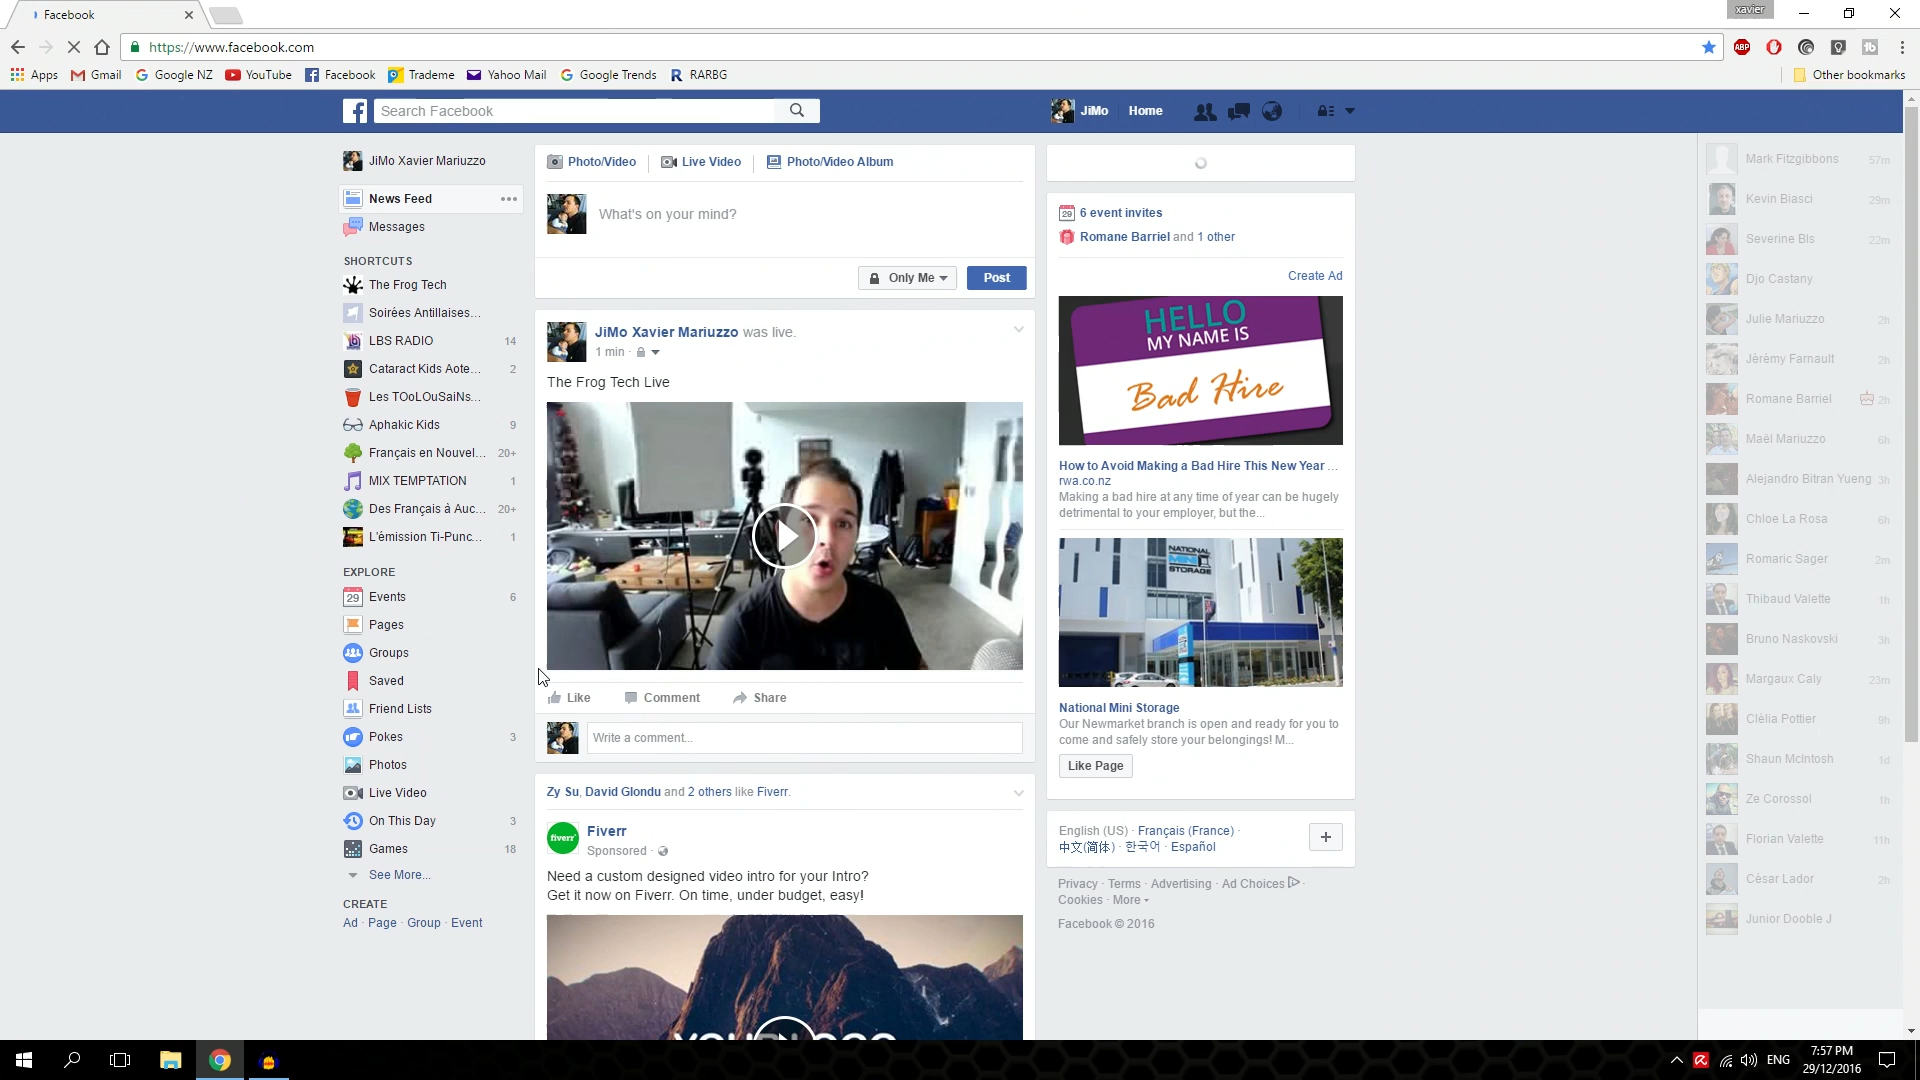 Facebook
xavier
https://www.facebook.com
ABP
Apps Gmail Google NZ YouTube Facebook Trademe Yahoo Mail Google Trends RARBG Other bookmarks
Search Facebook
JiMo Home
JiMo Xavier Mariuzzo
News Feed
Messages
SHORTCUTS
The Frog Tech
Soirées Antillaises...
LBS RADIO 14
Cataract Kids Aote... 2
Les TOoLOuSaiNs...
Aphakic Kids 9
Français en Nouvel... 20+
MIX TEMPTATION 1
Des Français à Auc... 20+
L'émission Ti-Punc... 1
EXPLORE
29 Events 6
Pages
Groups
Saved
Friend Lists
Pokes 3
Photos
Live Video
On This Day 3
Games 18
See More...
CREATE
Ad · Page · Group · Event
Photo/Video Live Video Photo/Video Album
What's on your mind?
Only Me Post
JiMo Xavier Mariuzzo was live.
1 min ·
The Frog Tech Live
Like Comment Share
Write a comment...
Zy Su, David Glondu and 2 others like Fiverr.
fiverr
Fiverr
Sponsored ·
Need a custom designed video intro for your Intro?
Get it now on Fiverr. On time, under budget, easy!
29 6 event invites
Romane Barriel and 1 other
Create Ad
HELLO
MY NAME IS
Bad Hire
How to Avoid Making a Bad Hire This New Year ...
rwa.co.nz
Making a bad hire at any time of year can be hugely
detrimental to your employer, but the...
NATIONAL
MINI
STORAGE
National Mini Storage
Our Newmarket branch is open and ready for you to
come and safely store your belongings! M...
Like Page
English (US) · Français (France) ·
中文(简体) · 한국어 · Español
+
Privacy · Terms · Advertising · Ad Choices ·
Cookies · More
Facebook © 2016
Mark Fitzgibbons 57m
Kevin Biasci 29m
Severine Bls 22m
Djo Castany
Julie Mariuzzo 2h
Jérémy Farnault 2h
Romane Barriel 2h
Maël Mariuzzo 6h
Alejandro Bitran Yueng 3h
Chloe La Rosa 6h
Romaric Sager 2m
Thibaud Valette 1h
Bruno Naskovski 3h
Margaux Caly 23m
Clélia Pottier 9h
Shaun McIntosh 1d
Ze Corossol 1h
Florian Valette 11h
César Lador 2h
Junior Dooble J
ENG
7:57 PM
29/12/2016